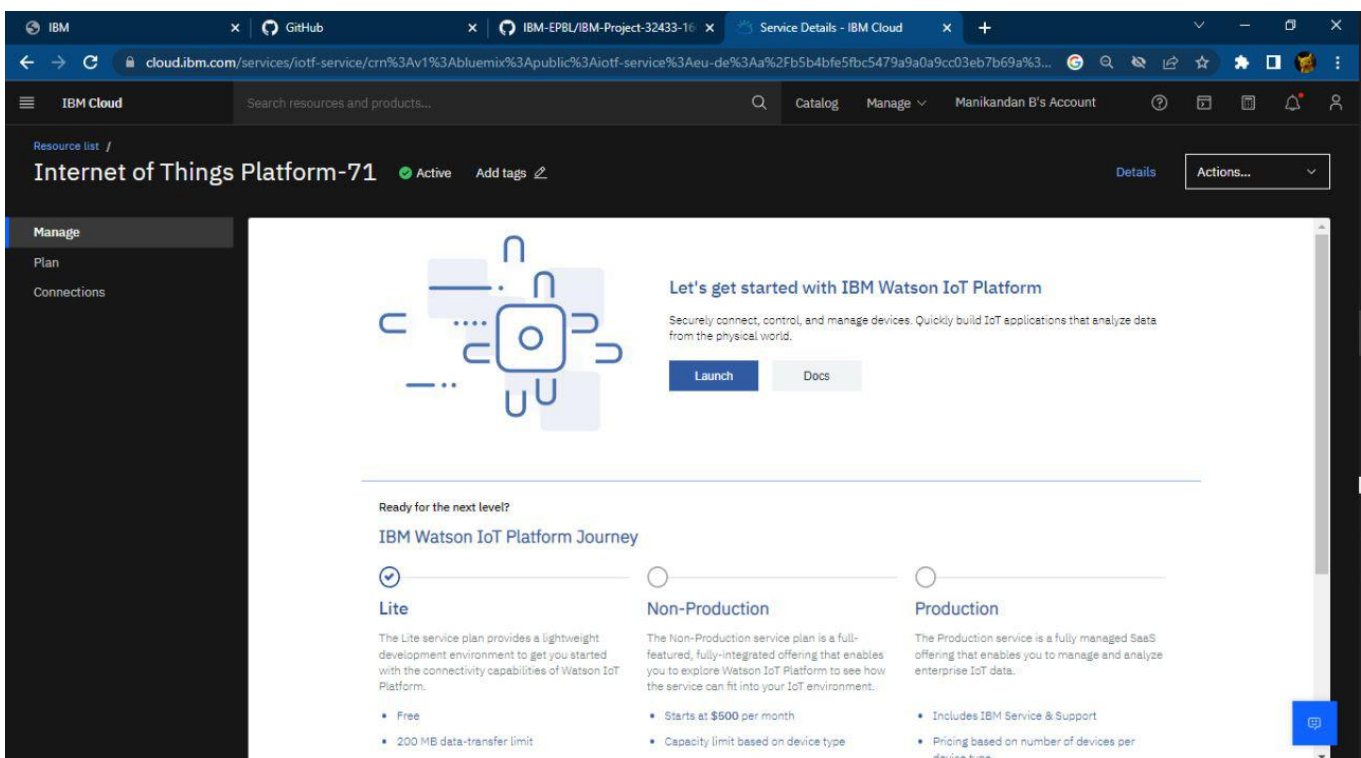 IBM
GitHub
IBM-EPBL/IBM-Project-32433-16
Service Details - IBM Cloud
cloud.ibm.com/services/iotf-service/crn%3Av1%3Abluemix%3Apublic%3Aiotf-service%3Aeu-de%3Aa%2Fb5b4bfe5fbc5479a9a0a9cc03eb7b69a%3...
IBM Cloud
Search resources and products...
Catalog
Manage
Manikandan B's Account
Resource list /
Internet of Things Platform-71
Active
Add tags
Details
Actions...
Manage
Plan
Connections
Let's get started with IBM Watson IoT Platform
Securely connect, control, and manage devices. Quickly build IoT applications that analyze data
from the physical world.
Launch
Docs
Ready for the next level?
IBM Watson IoT Platform Journey
Lite
The Lite service plan provides a lightweight
development environment to get you started
with the connectivity capabilities of Watson IoT
Platform.
• Free
• 200 MB data-transfer limit
Non-Production
The Non-Production service plan is a full-
featured, fully-integrated offering that enables
you to explore Watson IoT Platform to see how
the service can fit into your IoT environment.
• Starts at $500 per month
• Capacity limit based on device type
Production
The Production service is a fully managed SaaS
offering that enables you to manage and analyze
enterprise IoT data.
• Includes IBM Service & Support
• Pricing based on number of devices per
device type